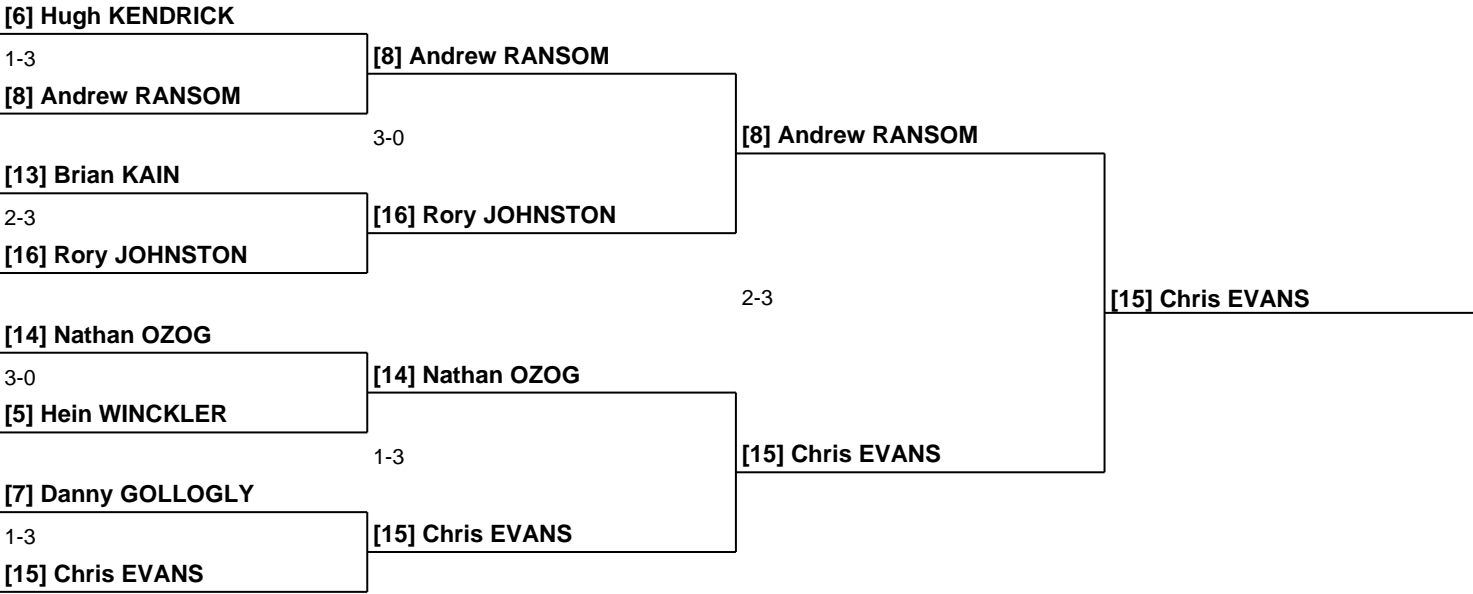 [6] Hugh KENDRICK
1-3
[8] Andrew RANSOM
[8] Andrew RANSOM
3-0
[8] Andrew RANSOM
[13] Brian KAIN
2-3
[16] Rory JOHNSTON
[16] Rory JOHNSTON
2-3
[15] Chris EVANS
[14] Nathan OZOG
3-0
[14] Nathan OZOG
[5] Hein WINCKLER
1-3
[15] Chris EVANS
[7] Danny GOLLOGLY
1-3
[15] Chris EVANS
[15] Chris EVANS